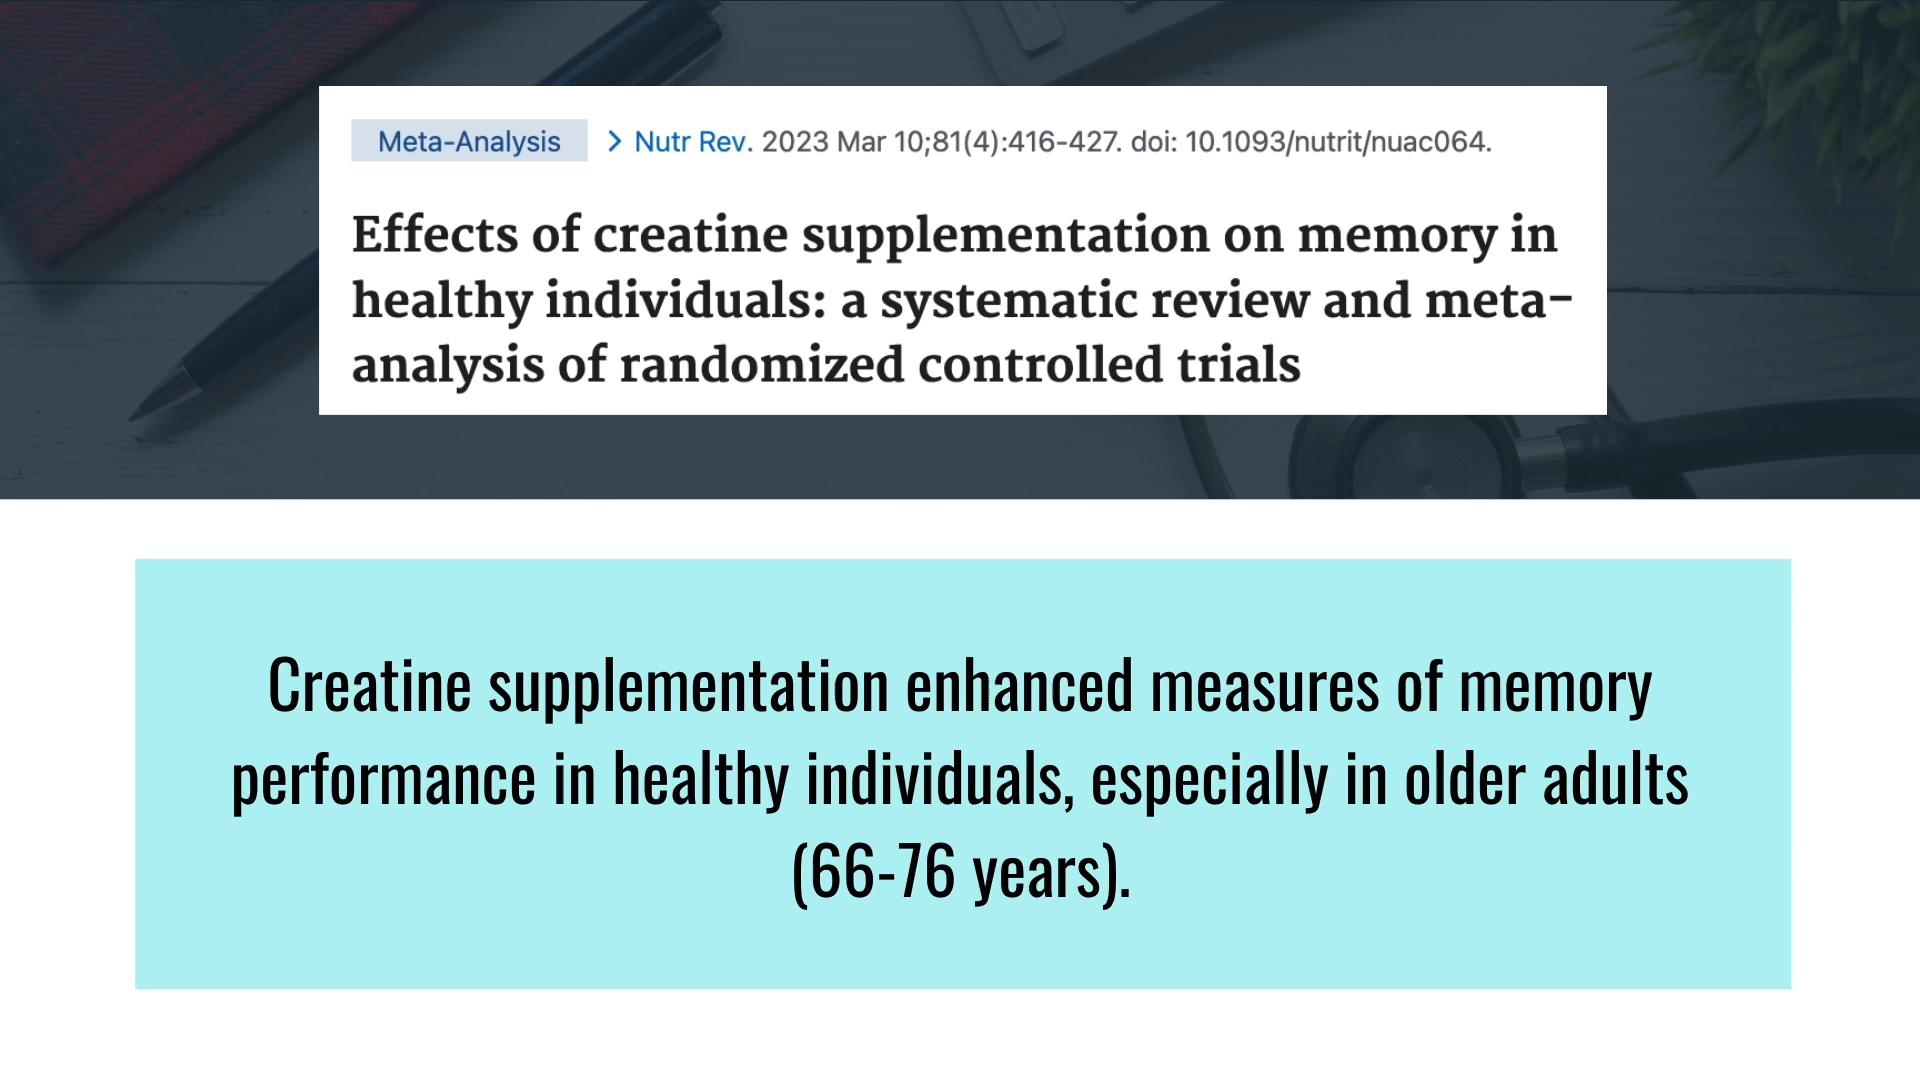 Meta-Analysis > Nutr Rev. 2023 Mar 10;81(4):416-427. doi: 10.1093/nutrit/nuac064.
Effects of creatine supplementation on memory in
healthy individuals: a systematic review and meta-
analysis of randomized controlled trials
Creatine supplementation enhanced measures of memory
performance in healthy individuals, especially in older adults
(66-76 years).